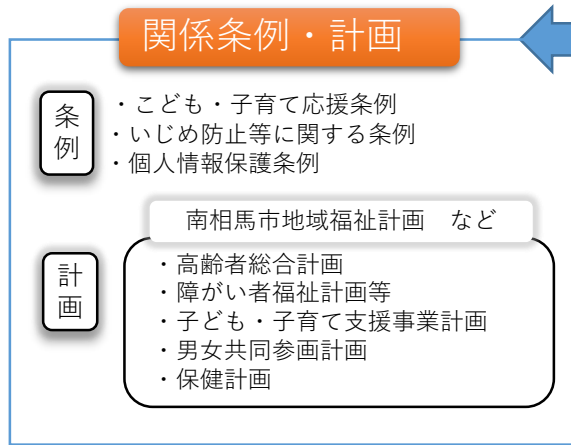 関係条例・計画
条例
・こども・子育て応援条例
・いじめ防止等に関する条例
・個人情報保護条例
南相馬市地域福祉計画　など
計画
・高齢者総合計画
・障がい者福祉計画等
・子ども・子育て支援事業計画
・男女共同参画計画
・保健計画